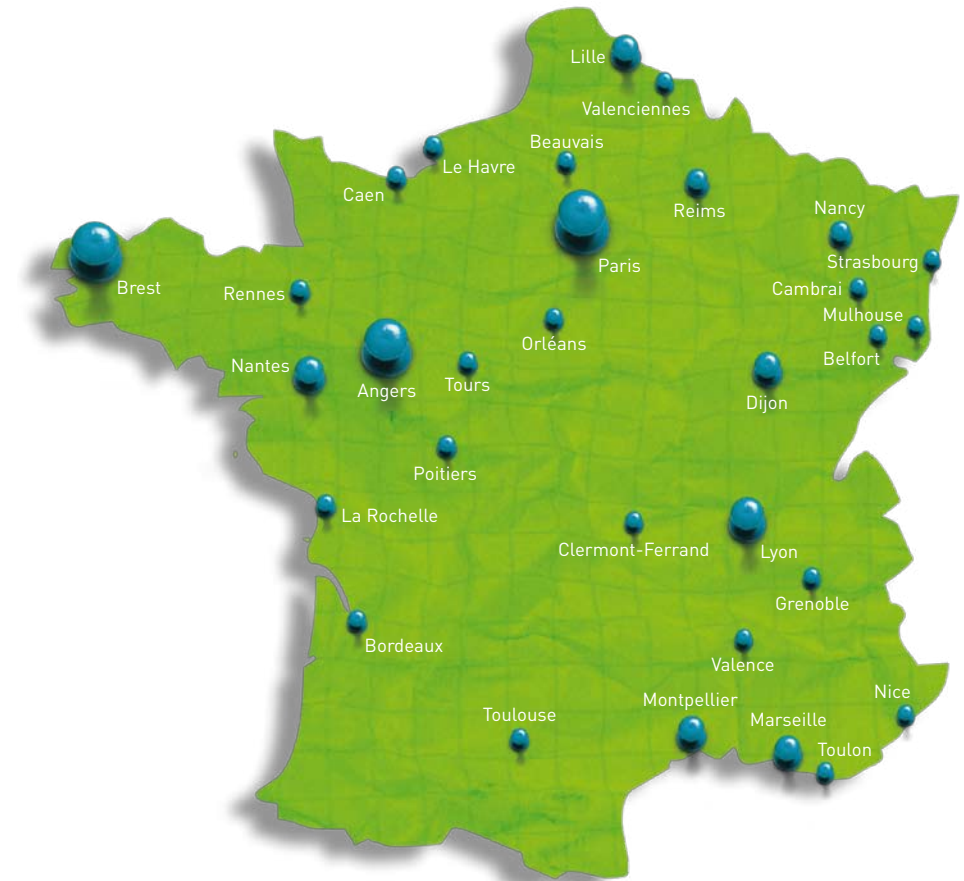 Lille
Valenciennes
Beauvais
Le Havre
Caen
Reims
Nancy
Paris
Strasbourg
Brest
Rennes
Cambrai
Mulhouse
Orléans
Belfort
Nantes
Angers
Tours
Dijon
Poitiers
La Rochelle
Clermont-Ferrand
Lyon
Grenoble
Bordeaux
Valence
Nice
Montpellier
Toulouse
Marseille
Toulon